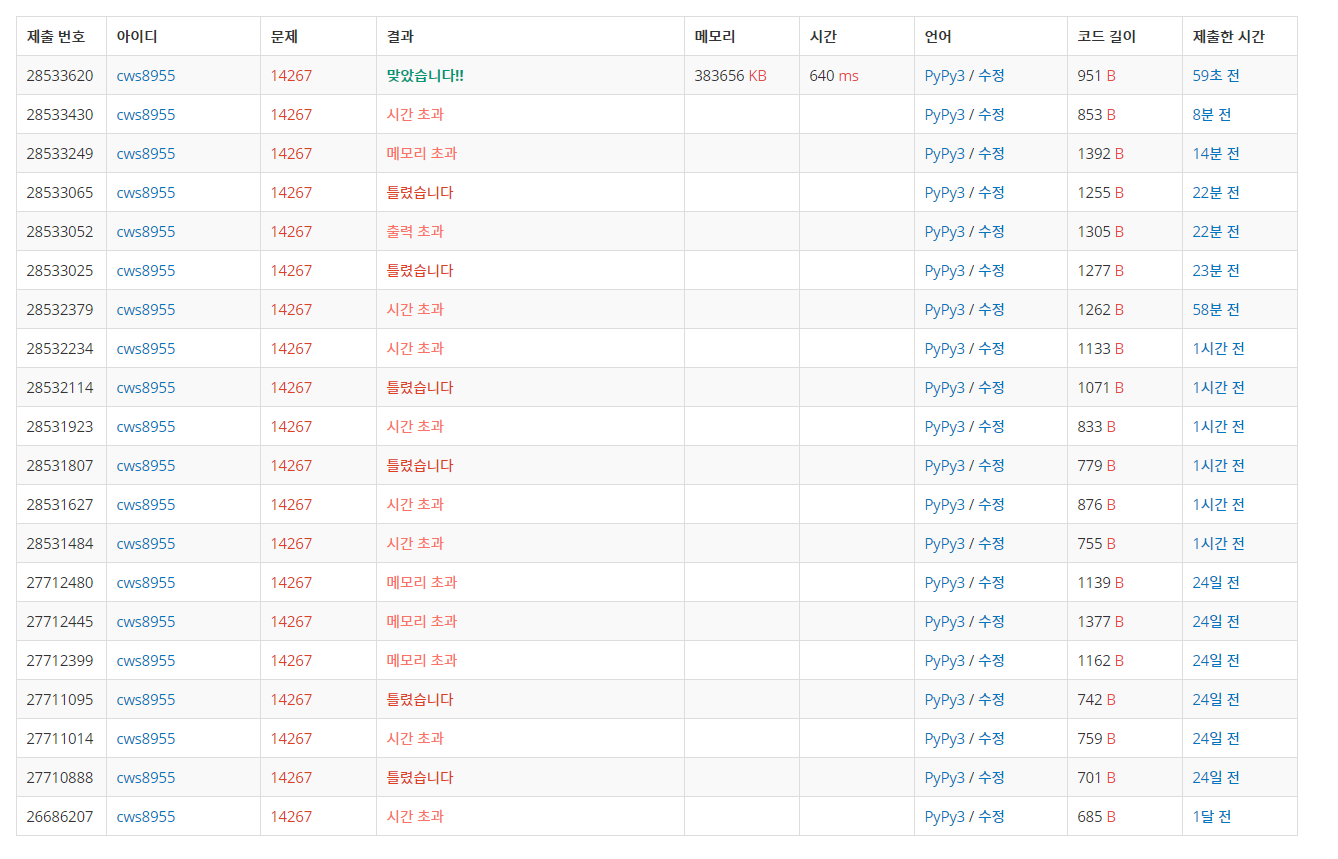 제출 번호 아이디 문제 결과 메모리 시간 언어 코드 길이 제출한 시간
28533620 cws8955 14267 맞았습니다!! 383656 KB 640 ms PyPy3 / 수정 951 B 59초 전
28533430 cws8955 14267 시간 초과 PyPy3 / 수정 853 B 8분 전
28533249 cws8955 14267 메모리 초과 PyPy3 / 수정 1392 B 14분 전
28533065 cws8955 14267 틀렸습니다 PyPy3 / 수정 1255 B 22분 전
28533052 cws8955 14267 출력 초과 PyPy3 / 수정 1305 B 22분 전
28533025 cws8955 14267 틀렸습니다 PyPy3 / 수정 1277 B 23분 전
28532379 cws8955 14267 시간 초과 PyPy3 / 수정 1262 B 58분 전
28532234 cws8955 14267 시간 초과 PyPy3 / 수정 1133 B 1시간 전
28532114 cws8955 14267 틀렸습니다 PyPy3 / 수정 1071 B 1시간 전
28531923 cws8955 14267 시간 초과 PyPy3 / 수정 833 B 1시간 전
28531807 cws8955 14267 틀렸습니다 PyPy3 / 수정 779 B 1시간 전
28531627 cws8955 14267 시간 초과 PyPy3 / 수정 876 B 1시간 전
28531484 cws8955 14267 시간 초과 PyPy3 / 수정 755 B 1시간 전
27712480 cws8955 14267 메모리 초과 PyPy3 / 수정 1139 B 24일 전
27712445 cws8955 14267 메모리 초과 PyPy3 / 수정 1377 B 24일 전
27712399 cws8955 14267 메모리 초과 PyPy3 / 수정 1162 B 24일 전
27711095 cws8955 14267 틀렸습니다 PyPy3 / 수정 742 B 24일 전
27711014 cws8955 14267 시간 초과 PyPy3 / 수정 759 B 24일 전
27710888 cws8955 14267 틀렸습니다 PyPy3 / 수정 701 B 24일 전
26686207 cws8955 14267 시간 초과 PyPy3 / 수정 685 B 1달 전